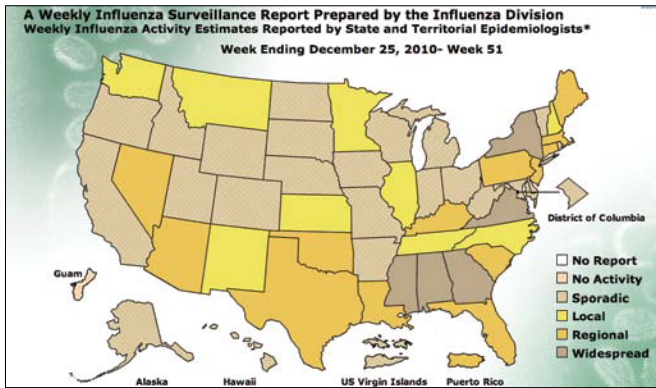 A Weekly Influenza Surveillance Report Prepared by the Influenza Division
Weekly Influenza Activity Estimates Reported by State and Territorial Epidemiologists*
Week Ending December 25, 2010- Week 51
District of Columbia
No Report
No Activity
Sporadic
Local
Regional
Widespread
Guam
Alaska
Hawaii
US Virgin Islands
Puerto Rico